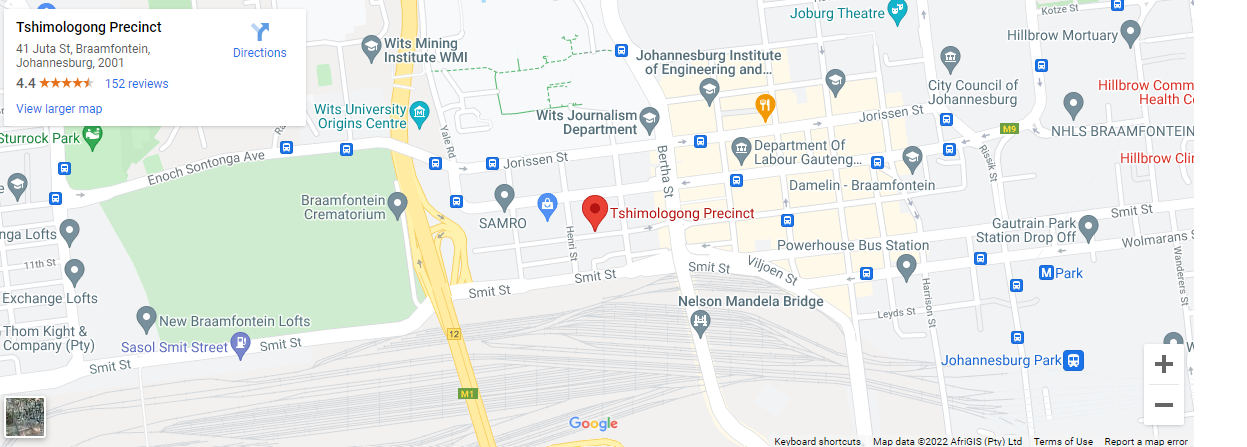 Tshimologong Precinct
41 Juta St, Braamfontein,
Johannesburg, 2001
4.4
152 reviews
View larger map
Directions
Joburg Theatre
Kotze St
Hillbrow Mortuary
Wits Mining
Institute WMI
Johannesburg Institute
of Engineering and...
City Council of
Johannesburg
Hillbrow Comm
Health Ce
Wits University
Origins Centre
Wits Journalism
Department
Jorissen St
M9
NHLS BRAAMFONTEIN
Sturrock Park
Yale Rd
Enoch Sontonga Ave
Jorissen St
Bertha St
Department Of
Labour Gauteng...
Rissik St
Hillbrow Clin
Damelin - Braamfontein
Braamfontein
Crematorium
SAMRO
Tshimologong Precinct
Smit St
Gautrain Park
Station Drop Off
nga Lofts
Henri St
Powerhouse Bus Station
Wolmarans S
11th St
Smit St
Smit St
Viljoen St
Park
Wanderers St
Exchange Lofts
Smit St
Harrison St
Nelson Mandela Bridge
Leyds St
New Braamfontein Lofts
Thom Kight &
Company (Pty)
Sasol Smit Street
Smit St
12
Smit St
Johannesburg Park
W
M1
Google
Keyboard shortcuts
Map data ©2022 AfriGIS (Pty) Ltd
Terms of Use
Report a map error